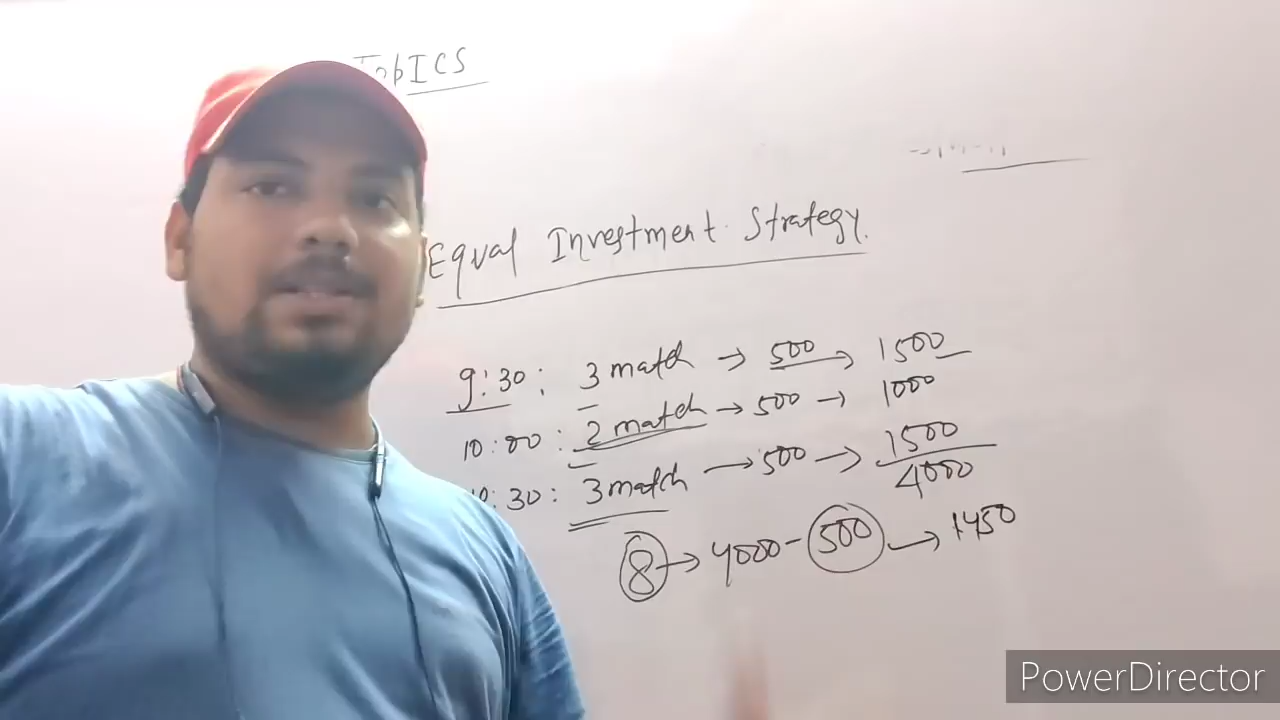 TopICS
Equal Investment Strategy.
9:30: 3 match → 500 → 1500
10:00: 2 match → 500 → 1000
10:30: 3 match → 500 → 1500
4000
8 → 4000 - 500 → 1450
PowerDirector